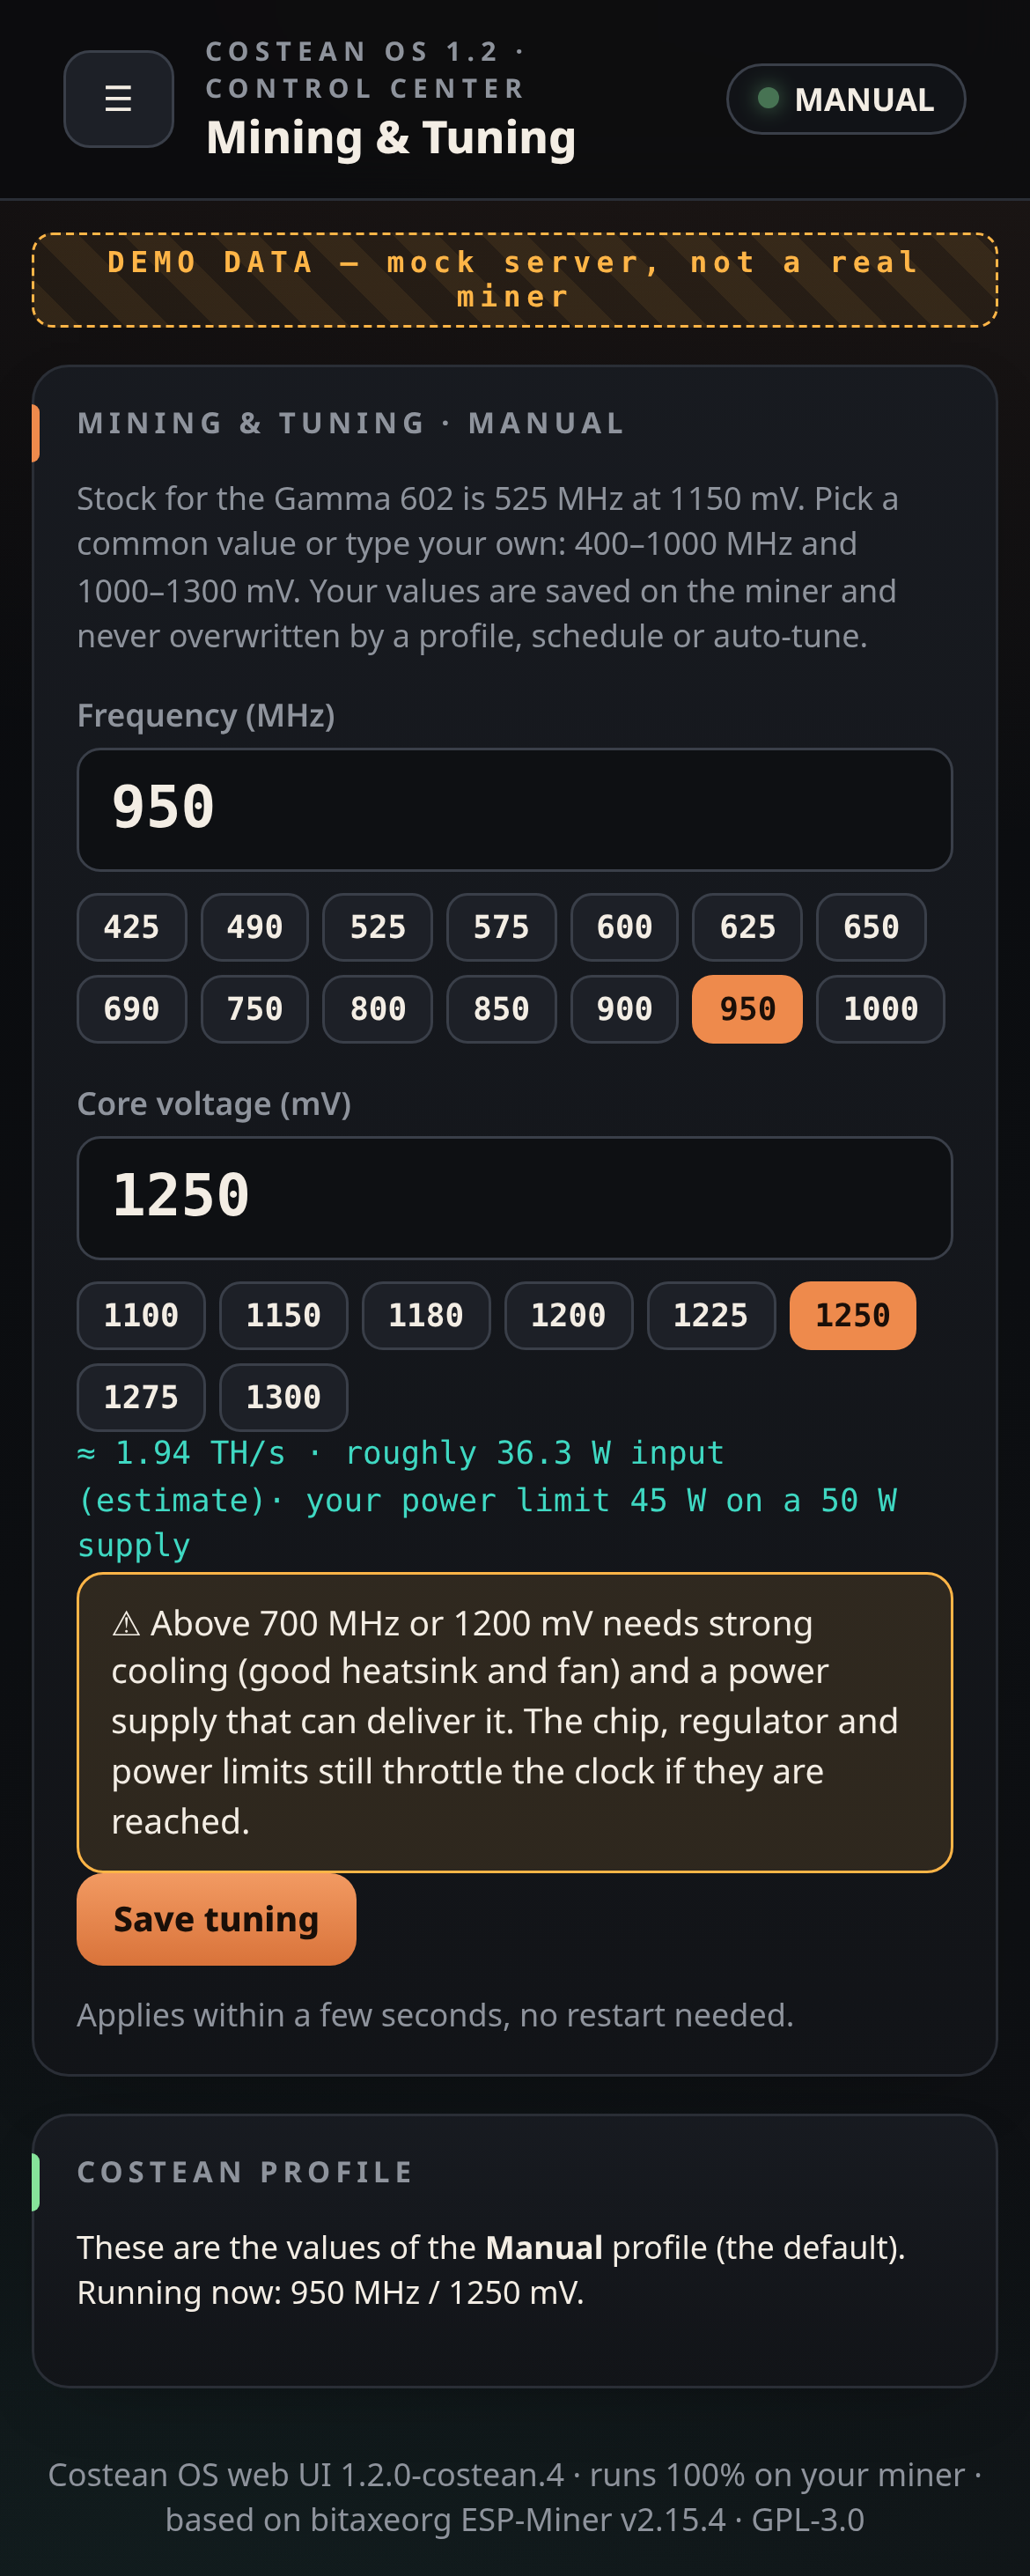 ☰
COSTEAN OS 1.2 ·
CONTROL CENTER
Mining & Tuning
MANUAL
DEMO DATA — mock server, not a real
miner
MINING & TUNING · MANUAL
Stock for the Gamma 602 is 525 MHz at 1150 mV. Pick a
common value or type your own: 400–1000 MHz and
1000–1300 mV. Your values are saved on the miner and
never overwritten by a profile, schedule or auto-tune.
Frequency (MHz)
950
425 490 525 575 600 625 650
690 750 800 850 900 950 1000
Core voltage (mV)
1250
1100 1150 1180 1200 1225 1250
1275 1300
≈ 1.94 TH/s · roughly 36.3 W input
(estimate)· your power limit 45 W on a 50 W
supply
⚠ Above 700 MHz or 1200 mV needs strong
cooling (good heatsink and fan) and a power
supply that can deliver it. The chip, regulator and
power limits still throttle the clock if they are
reached.
Save tuning
Applies within a few seconds, no restart needed.
COSTEAN PROFILE
These are the values of the Manual profile (the default).
Running now: 950 MHz / 1250 mV.
Costean OS web UI 1.2.0-costean.4 · runs 100% on your miner ·
based on bitaxeorg ESP-Miner v2.15.4 · GPL-3.0